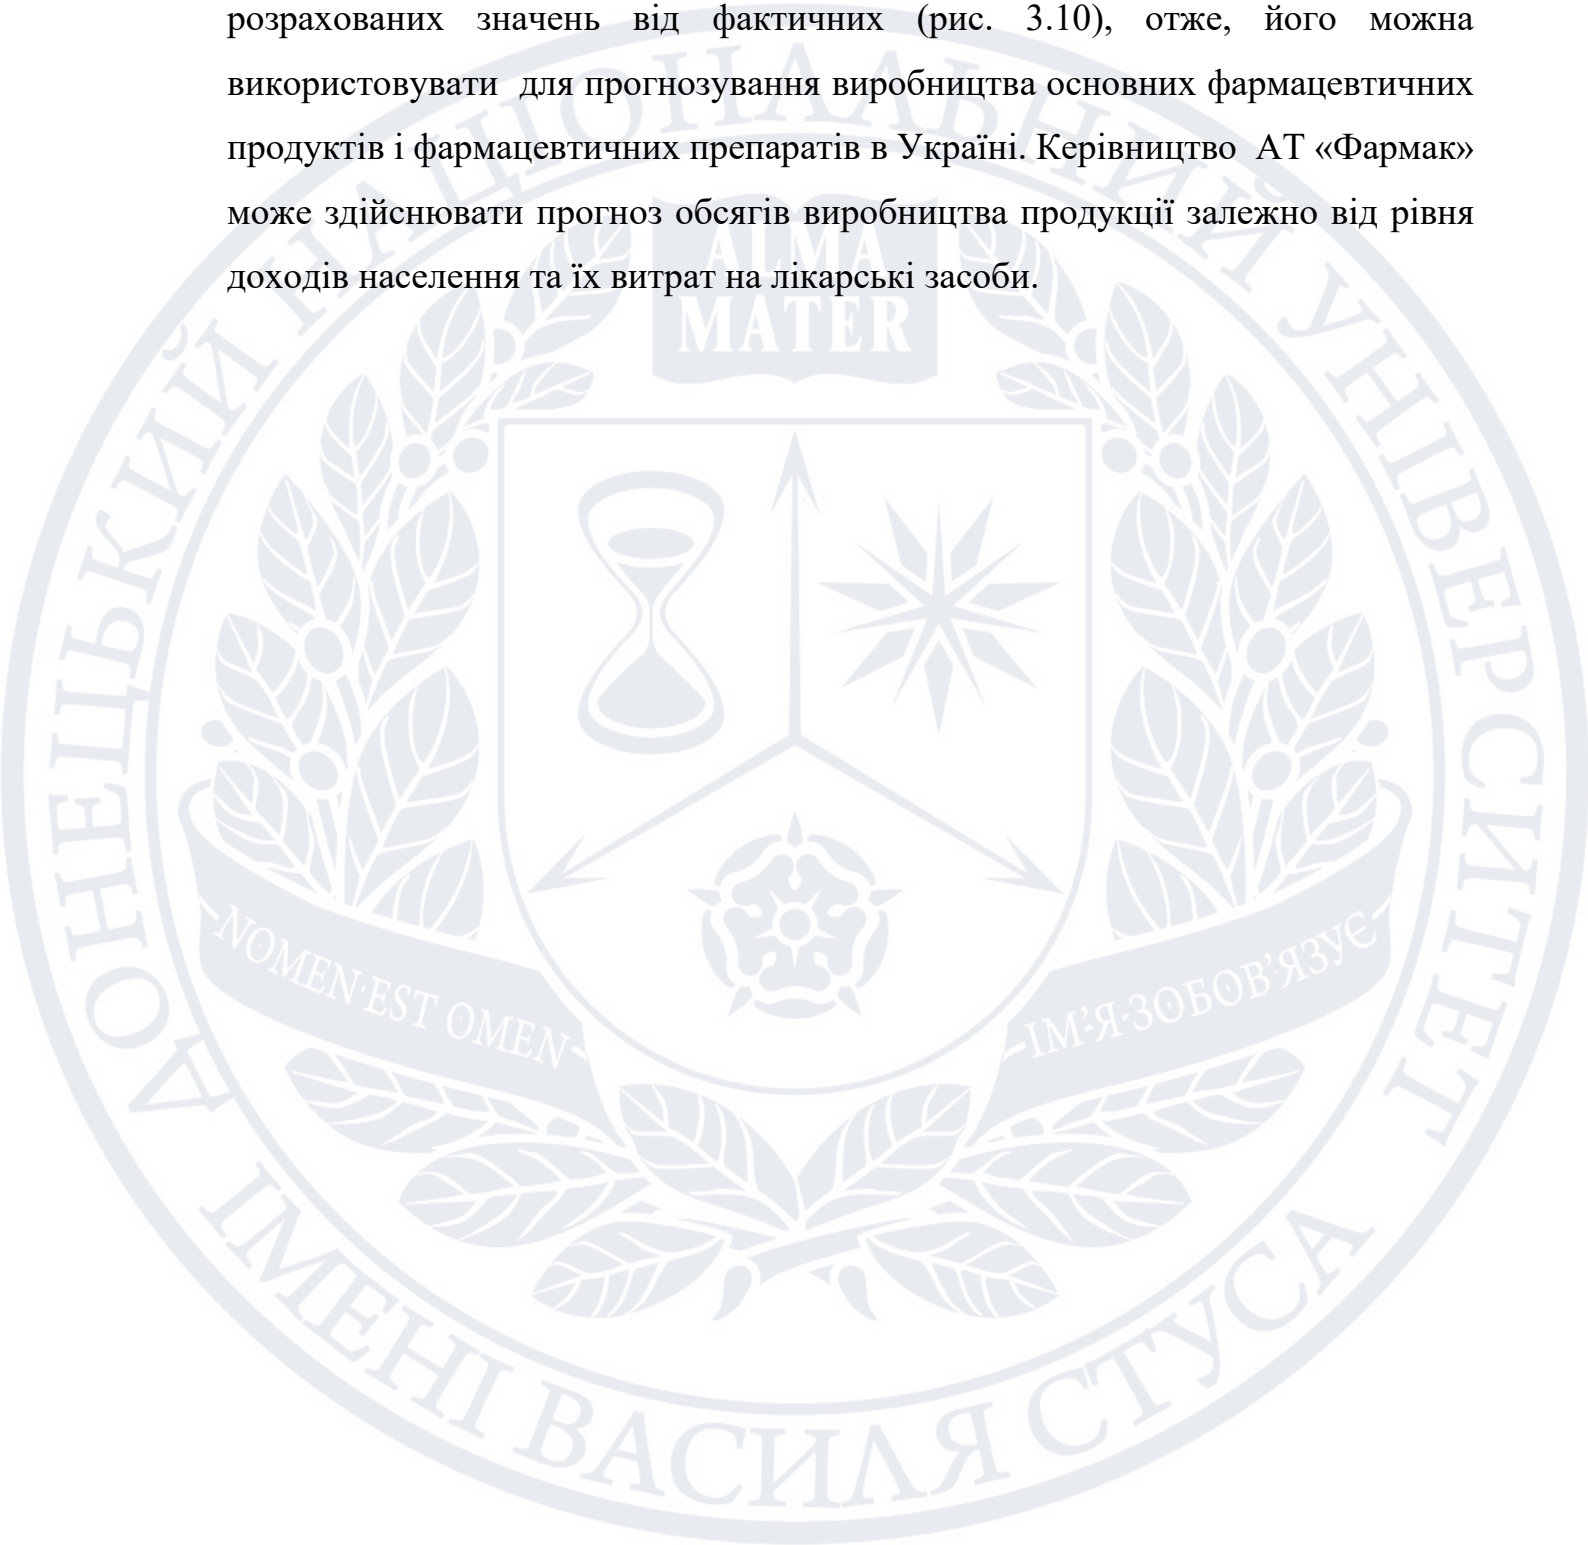 розрахованих значень від фактичних (рис. 3.10), отже, його можна
використовувати для прогнозування виробництва основних фармацевтичних
продуктів і фармацевтичних препаратів в Україні. Керівництво АТ «Фармак»
може здійснювати прогноз обсягів виробництва продукції залежно від рівня
доходів населення та їх витрат на лікарські засоби.
ДОНЕЦЬКИЙ НАЦІОНАЛЬНИЙ УНІВЕРСИТЕТ
ALMA
MATER
NOMEN·EST·OMEN
ІМ'Я·ЗОБОВ'ЯЗУЄ
ІМЕНІ ВАСИЛЯ СТУСА